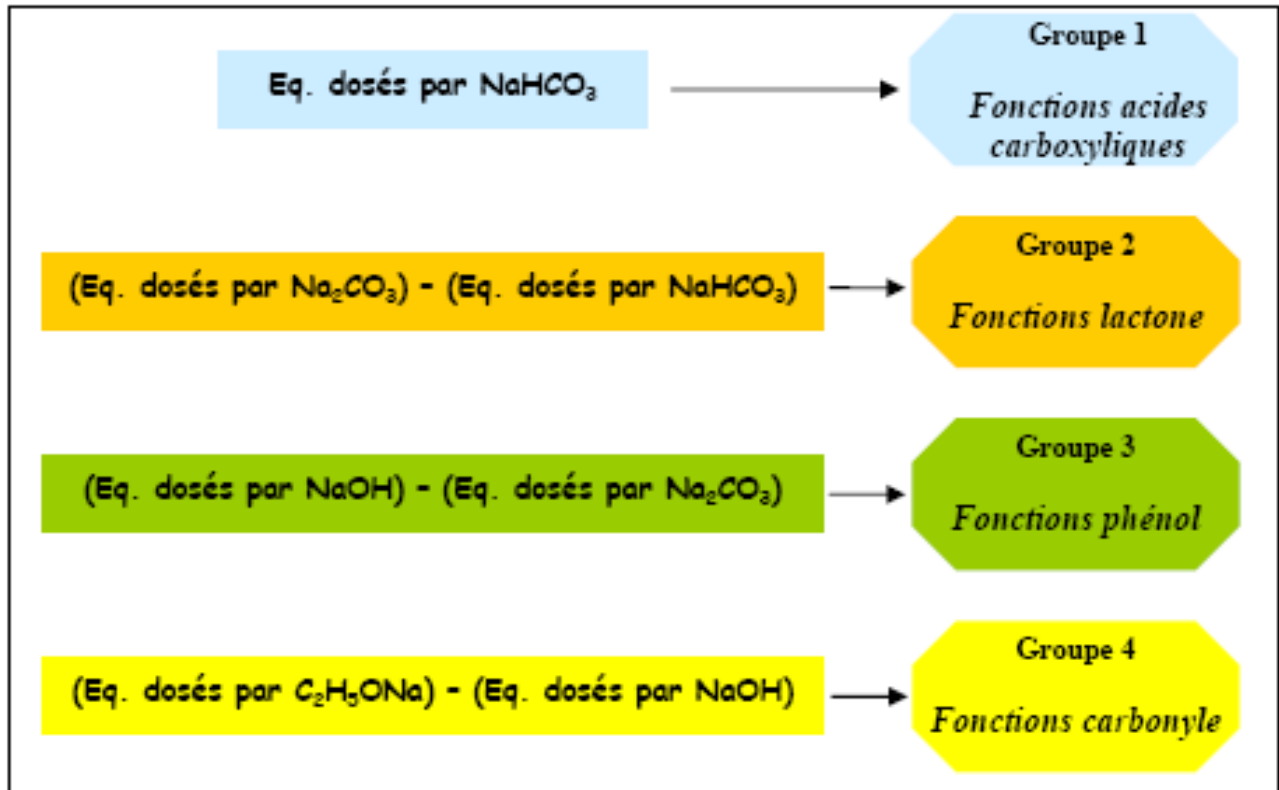 Groupe 1
Eq. dosés par NaHCO₃
Fonctions acides
carboxyliques
Groupe 2
(Eq. dosés par Na₂CO₃) - (Eq. dosés par NaHCO₃)
Fonctions lactone
Groupe 3
(Eq. dosés par NaOH) - (Eq. dosés par Na₂CO₃)
Fonctions phénol
Groupe 4
(Eq. dosés par C₂H₅ONa) - (Eq. dosés par NaOH)
Fonctions carbonyle